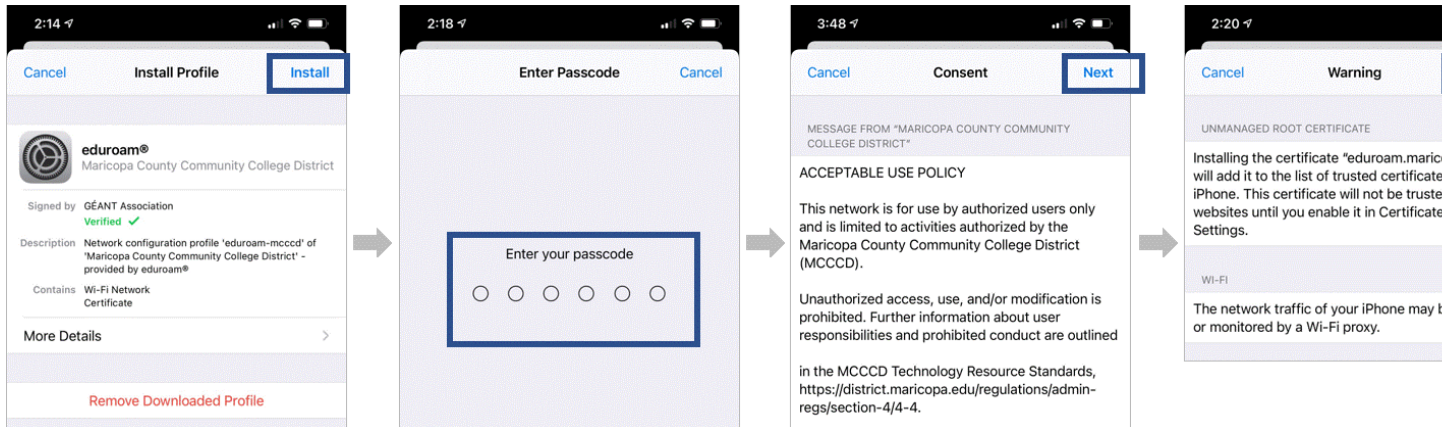 2:14
Cancel
Install Profile
Install
eduroam®
Maricopa County Community College District
Signed by GÉANT Association
Verified
Description Network configuration profile 'eduroam-mcccd' of
'Maricopa County Community College District' -
provided by eduroam®
Contains Wi-Fi Network
Certificate
More Details
Remove Downloaded Profile
2:18
Enter Passcode
Cancel
Enter your passcode
3:48
Cancel
Consent
Next
MESSAGE FROM "MARICOPA COUNTY COMMUNITY
COLLEGE DISTRICT"
ACCEPTABLE USE POLICY
This network is for use by authorized users only
and is limited to activities authorized by the
Maricopa County Community College District
(MCCCD).
Unauthorized access, use, and/or modification is
prohibited. Further information about user
responsibilities and prohibited conduct are outlined
in the MCCCD Technology Resource Standards,
https://district.maricopa.edu/regulations/admin-
regs/section-4/4-4.
2:20
Cancel
Warning
UNMANAGED ROOT CERTIFICATE
Installing the certificate "eduroam.marico
will add it to the list of trusted certificate
iPhone. This certificate will not be truste
websites until you enable it in Certificate
Settings.
WI-FI
The network traffic of your iPhone may b
or monitored by a Wi-Fi proxy.